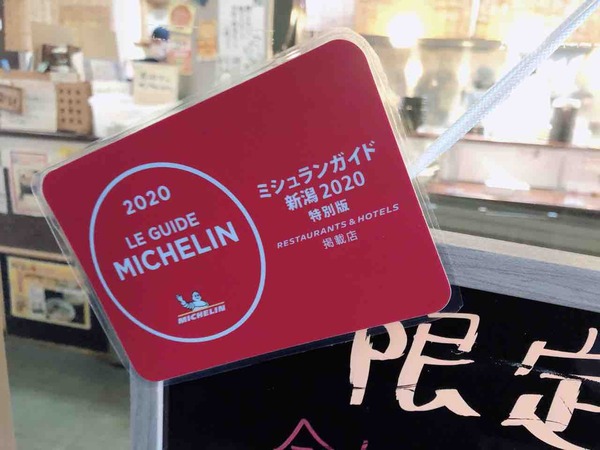 2020
LE GUIDE
MICHELIN
MICHELIN
ミシュランガイド
新潟 2020
特別版
RESTAURANTS & HOTELS
掲載店
限定